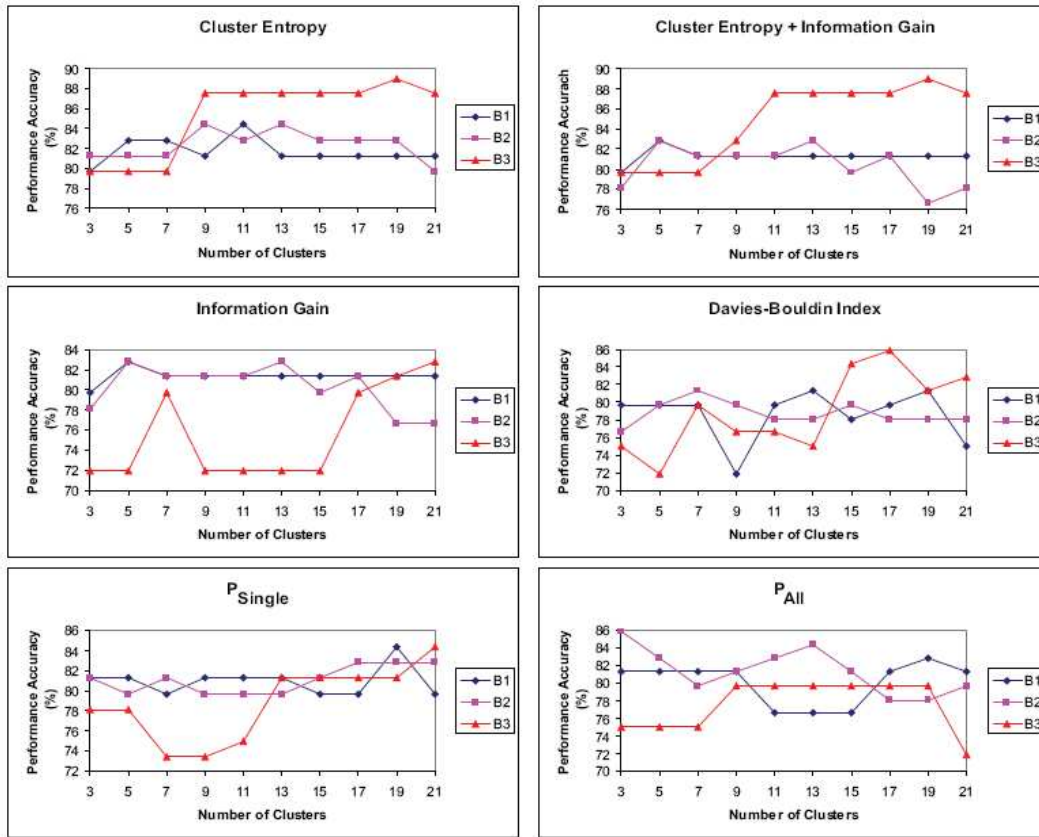 Cluster Entropy
Performance Accuracy
(%)
90
88
86
84
82
80
78
76
3 5 7 9 11 13 15 17 19 21
Number of Clusters
B1
B2
B3
Cluster Entropy + Information Gain
Performance Accurach
(%)
90
88
86
84
82
80
78
76
3 5 7 9 11 13 15 17 19 21
Number of Clusters
B1
B2
B3
Information Gain
Performance Accuracy
(%)
84
82
80
78
76
74
72
70
3 5 7 9 11 13 15 17 19 21
Number of Clusters
B1
B2
B3
Davies-Bouldin Index
Performance Accuracy
(%)
86
84
82
80
78
76
74
72
70
3 5 7 9 11 13 15 17 19 21
Number of Clusters
B1
B2
B3
P Single
Performance Accuracy
(%)
86
84
82
80
78
76
74
72
3 5 7 9 11 13 15 17 19 21
Number of Clusters
B1
B2
B3
P All
Performance Accuracy
(%)
86
84
82
80
78
76
74
72
70
3 5 7 9 11 13 15 17 19 21
Number of Clusters
B1
B2
B3